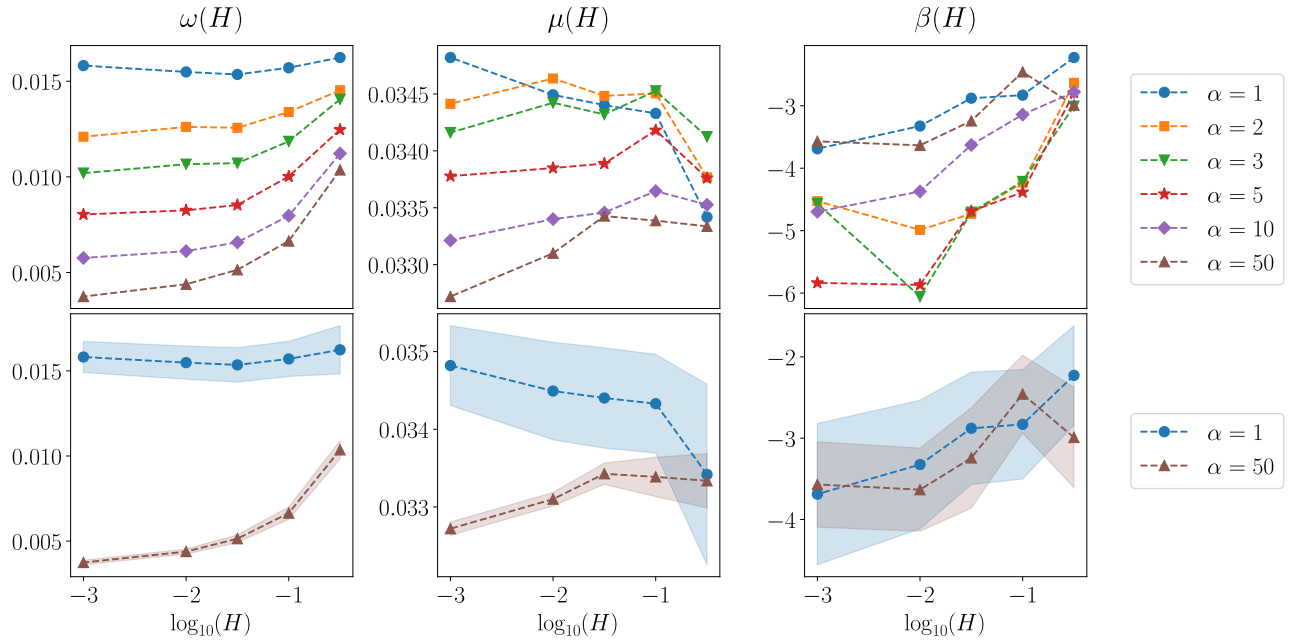 ω(H) μ(H) β(H)
0.015
0.010
0.005
0.0345
0.0340
0.0335
0.0330
−3
−4
−5
−6
α = 1
α = 2
α = 3
α = 5
α = 10
α = 50
0.015
0.010
0.005
0.035
0.034
0.033
−2
−3
−4
α = 1
α = 50
−3 −2 −1 −3 −2 −1 −3 −2 −1
log₁₀(H) log₁₀(H) log₁₀(H)